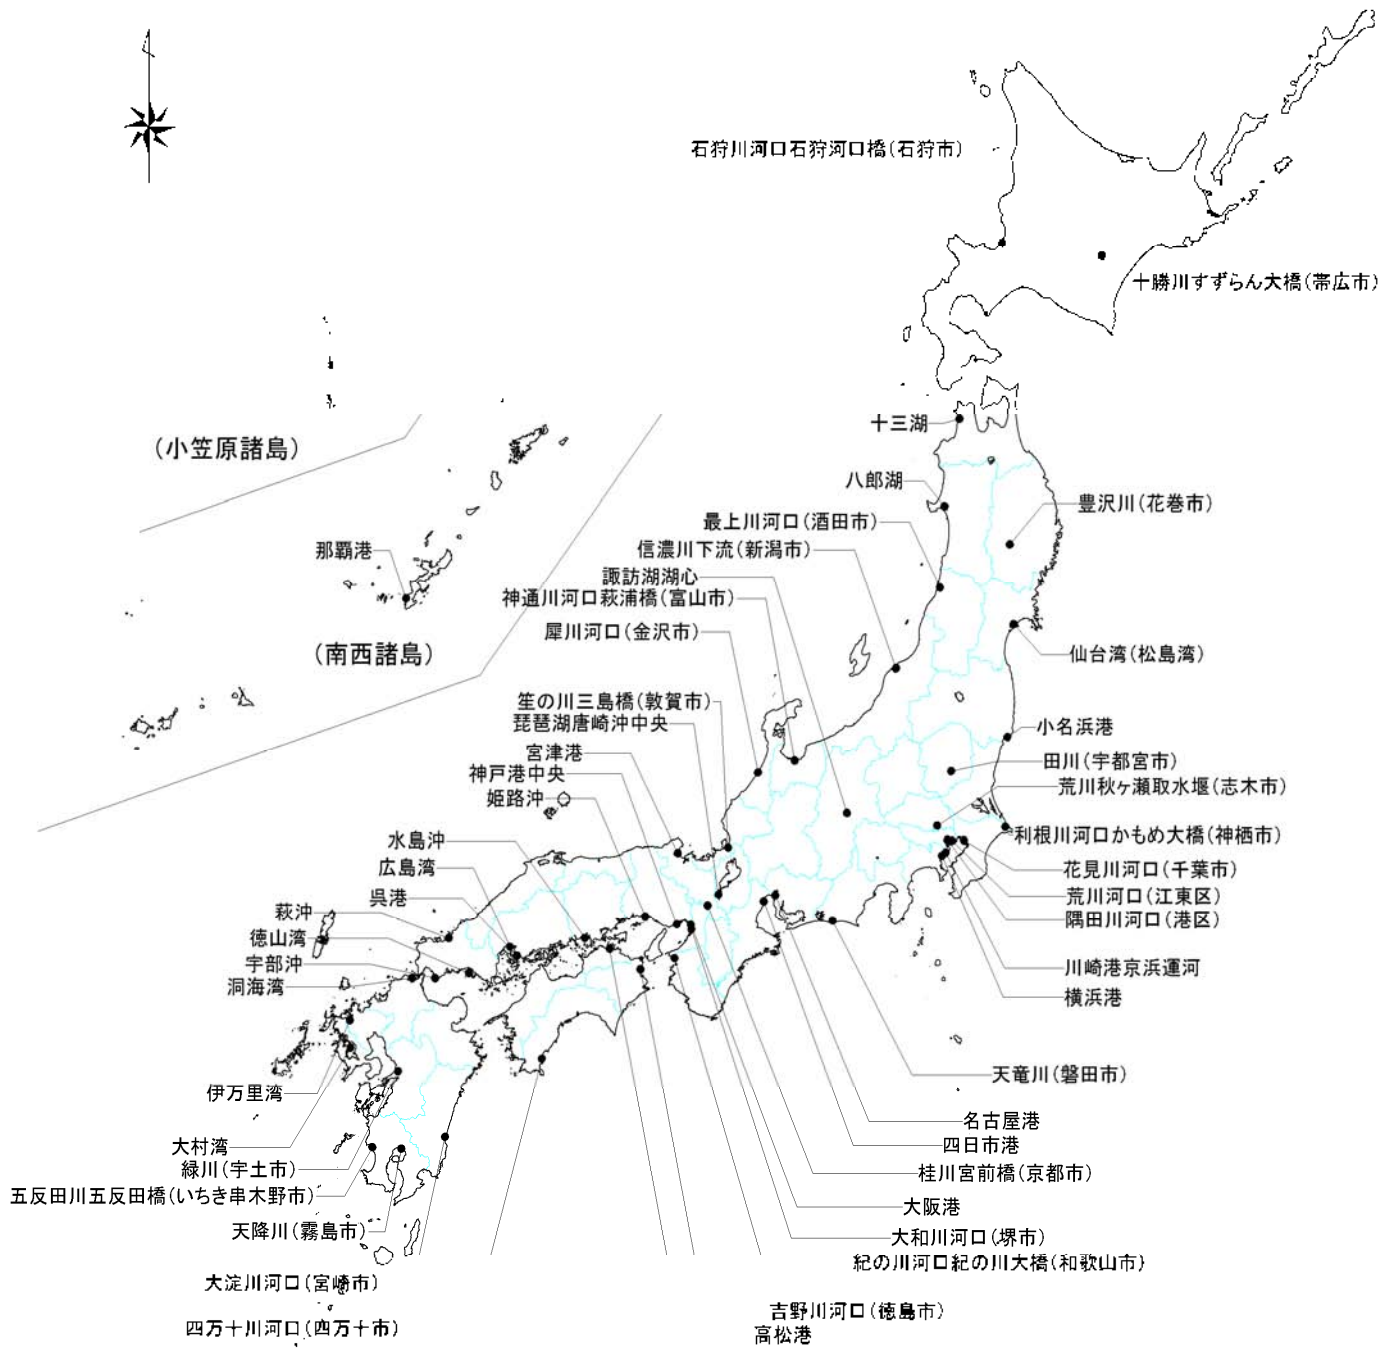 石狩川河口石狩河口橋(石狩市)
十勝川すずらん大橋(帯広市)
十三湖
(小笠原諸島)
八郎湖
豊沢川(花巻市)
最上川河口(酒田市)
信濃川下流(新潟市)
那覇港
諏訪湖湖心
神通川河口萩浦橋(富山市)
犀川河口(金沢市)
(南西諸島)
仙台湾(松島湾)
笙の川三島橋(敦賀市)
琵琶湖唐崎沖中央
小名浜港
宮津港
田川(宇都宮市)
神戸港中央
荒川秋ヶ瀬取水堰(志木市)
姫路沖
利根川河口かもめ大橋(神栖市)
水島沖
広島湾
花見川河口(千葉市)
呉港
荒川河口(江東区)
萩沖
隅田川河口(港区)
徳山湾
宇部沖
川崎港京浜運河
洞海湾
横浜港
天竜川(磐田市)
伊万里湾
名古屋港
大村湾
四日市港
緑川(宇土市)
桂川宮前橋(京都市)
五反田川五反田橋(いちき串木野市)
大阪港
天降川(霧島市)
大和川河口(堺市)
紀の川河口紀の川大橋(和歌山市)
大淀川河口(宮崎市)
吉野川河口(徳島市)
四万十川河口(四万十市)
高松港